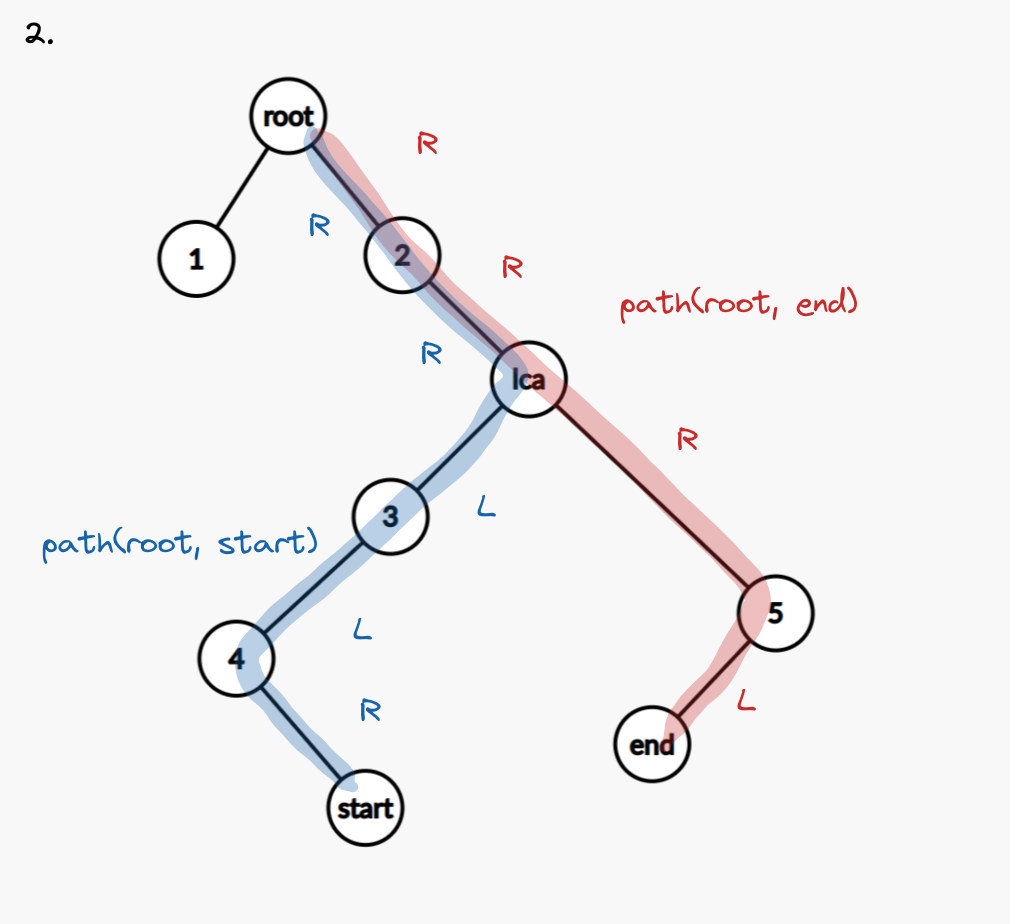 2.
root
R
R
1
2
R
path(root, end)
R
lca
R
L
3
path(root, start)
5
L
4
L
R
end
start